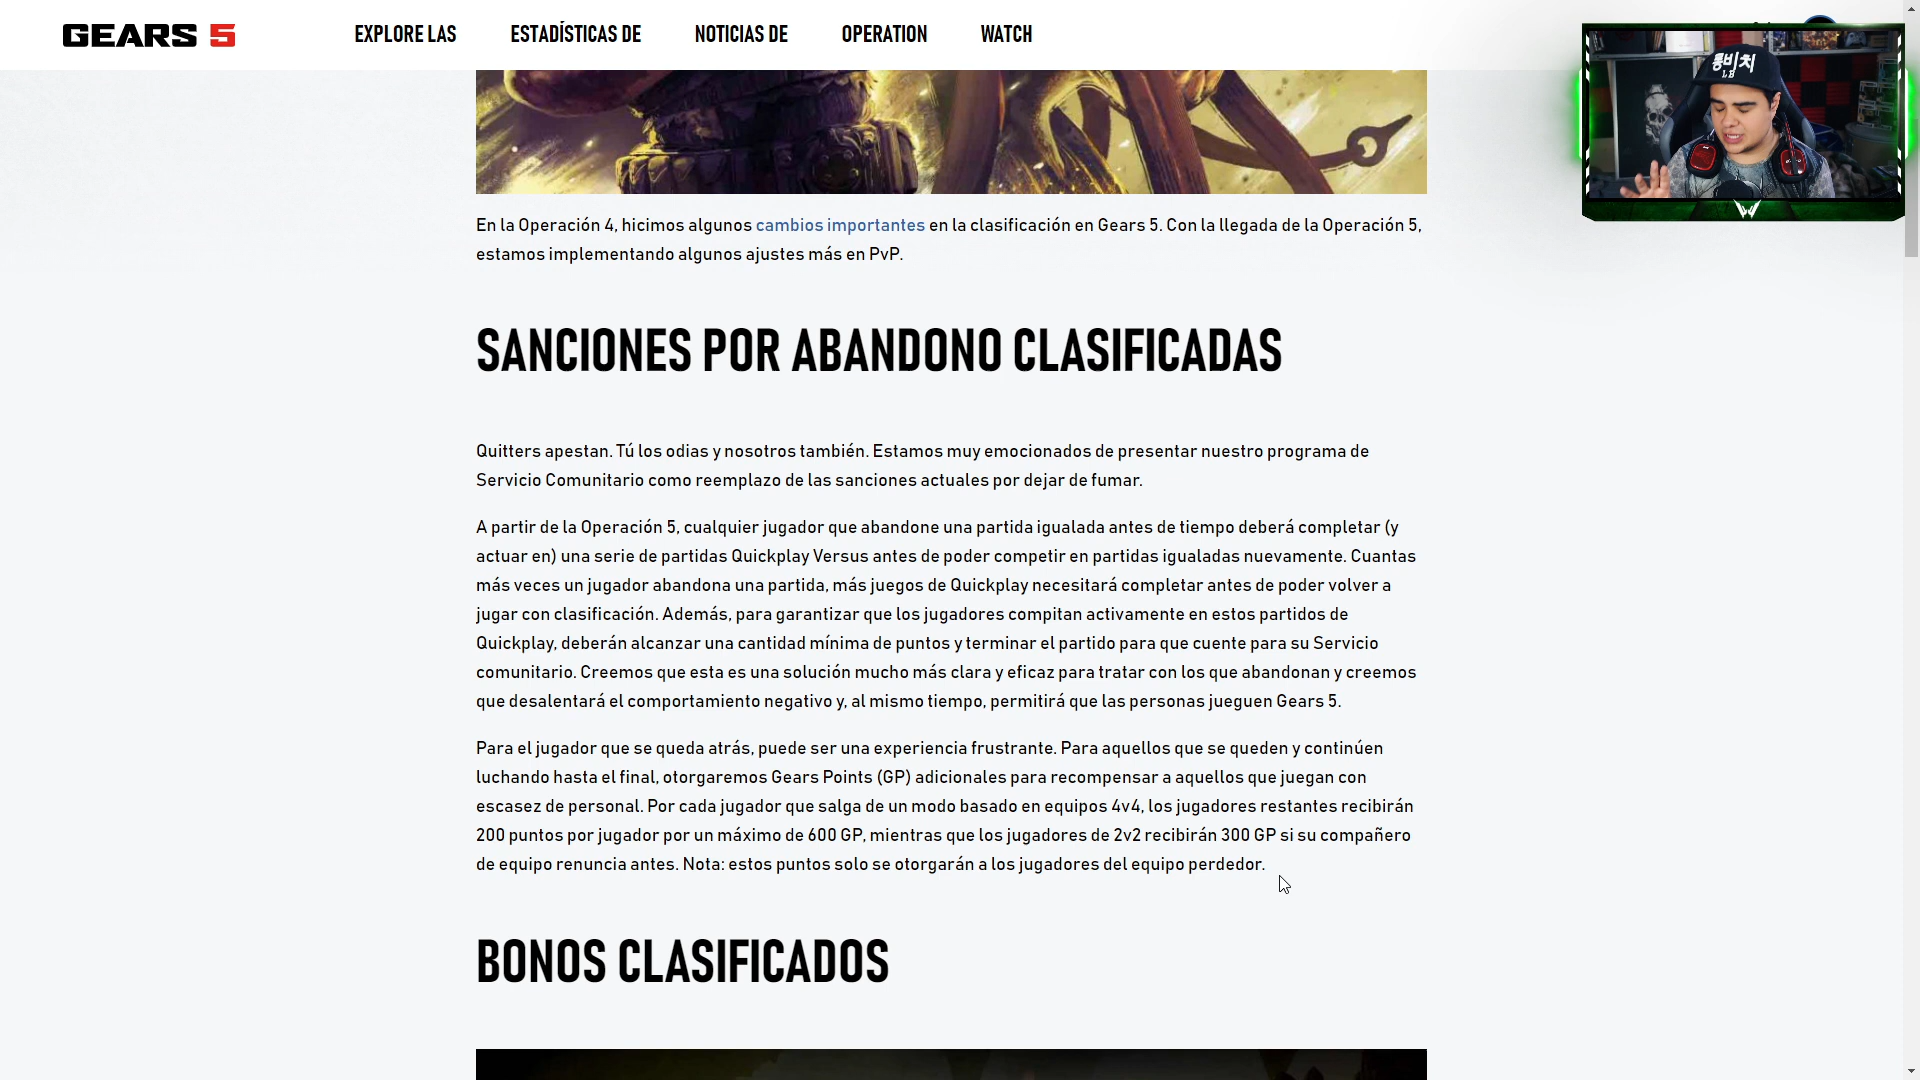 GEARS 5
EXPLORE LAS
ESTADÍSTICAS DE
NOTICIAS DE
OPERATION
WATCH
통비치
LB
En la Operación 4, hicimos algunos cambios importantes en la clasificación en Gears 5. Con la llegada de la Operación 5,
estamos implementando algunos ajustes más en PvP.
SANCIONES POR ABANDONO CLASIFICADAS
Quitters apestan. Tú los odias y nosotros también. Estamos muy emocionados de presentar nuestro programa de
Servicio Comunitario como reemplazo de las sanciones actuales por dejar de fumar.
A partir de la Operación 5, cualquier jugador que abandone una partida igualada antes de tiempo deberá completar (y
actuar en) una serie de partidas Quickplay Versus antes de poder competir en partidas igualadas nuevamente. Cuantas
más veces un jugador abandona una partida, más juegos de Quickplay necesitará completar antes de poder volver a
jugar con clasificación. Además, para garantizar que los jugadores compitan activamente en estos partidos de
Quickplay, deberán alcanzar una cantidad mínima de puntos y terminar el partido para que cuente para su Servicio
comunitario. Creemos que esta es una solución mucho más clara y eficaz para tratar con los que abandonan y creemos
que desalentará el comportamiento negativo y, al mismo tiempo, permitirá que las personas jueguen Gears 5.
Para el jugador que se queda atrás, puede ser una experiencia frustrante. Para aquellos que se queden y continúen
luchando hasta el final, otorgaremos Gears Points (GP) adicionales para recompensar a aquellos que juegan con
escasez de personal. Por cada jugador que salga de un modo basado en equipos 4v4, los jugadores restantes recibirán
200 puntos por jugador por un máximo de 600 GP, mientras que los jugadores de 2v2 recibirán 300 GP si su compañero
de equipo renuncia antes. Nota: estos puntos solo se otorgarán a los jugadores del equipo perdedor.
BONOS CLASIFICADOS